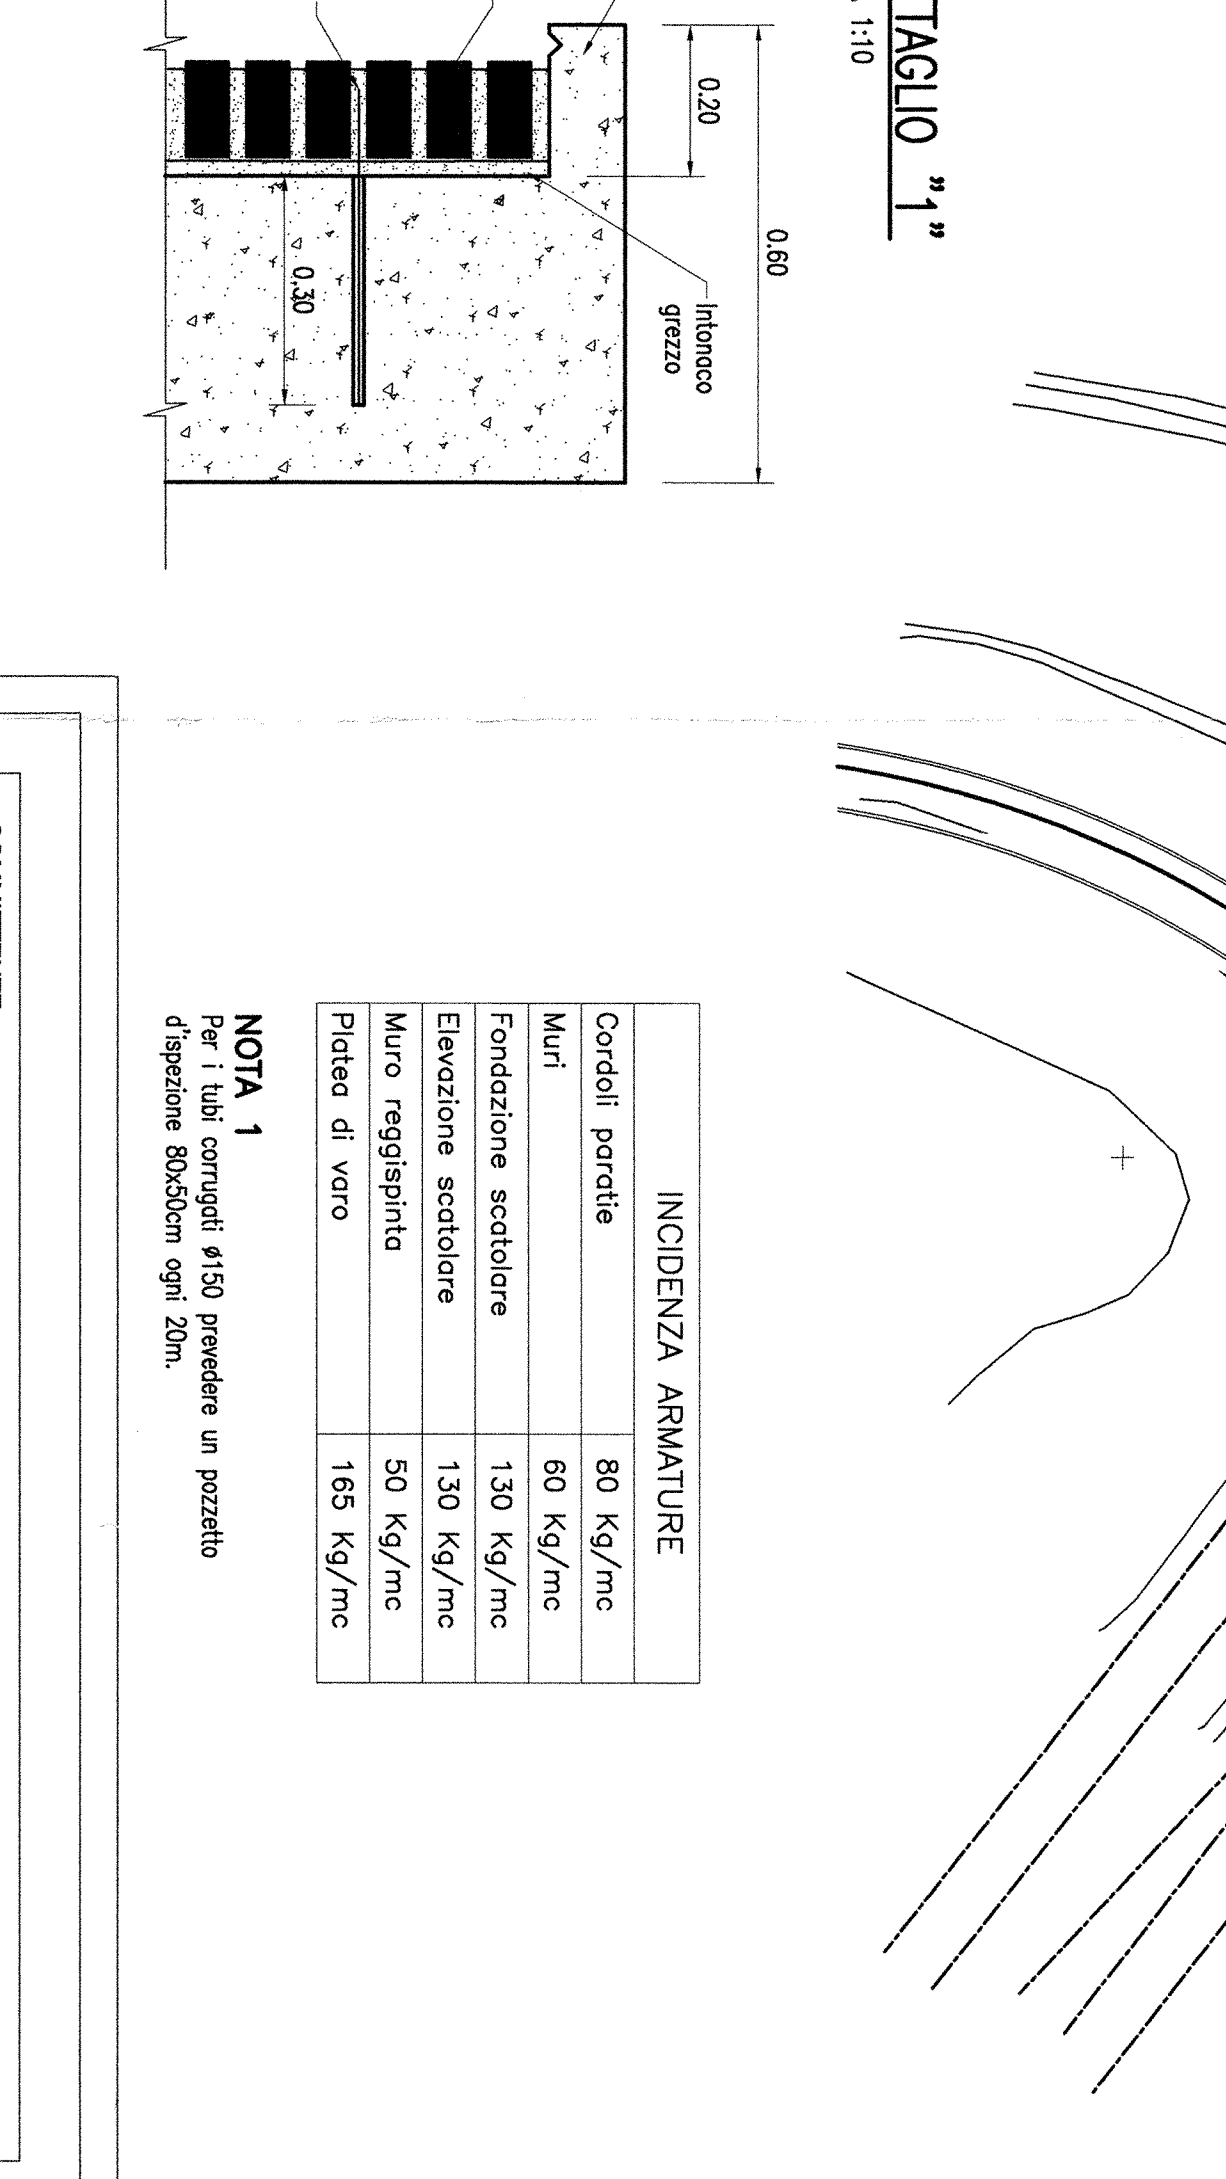 TAGLIO "1"
1:10
0.60
0.20
Intonaco
grezzo
0.30
INCIDENZA ARMATURE
Cordoli paratie 80 Kg/mc
Muri 60 Kg/mc
Fondazione scatolare 130 Kg/mc
Elevazione scatolare 130 Kg/mc
Muro reggispinta 50 Kg/mc
Platea di varo 165 Kg/mc
NOTA 1
Per i tubi corrugati ø150 prevedere un pozzetto
d'ispezione 80x50cm ogni 20m.